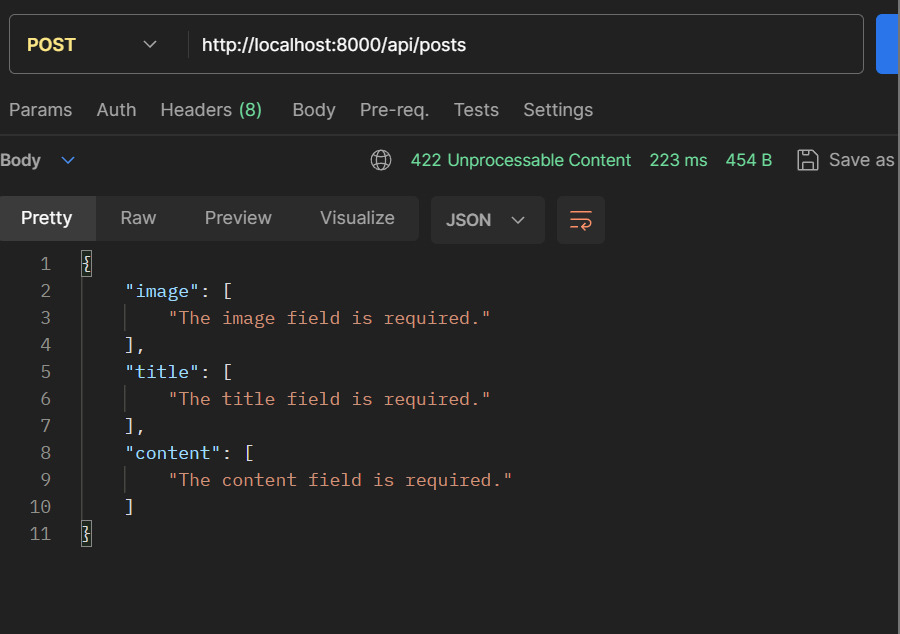 POST http://localhost:8000/api/posts
Params Auth Headers (8) Body Pre-req. Tests Settings
Body 422 Unprocessable Content 223 ms 454 B Save as
Pretty Raw Preview Visualize JSON
1 {
2 "image": [
3 "The image field is required."
4 ],
5 "title": [
6 "The title field is required."
7 ],
8 "content": [
9 "The content field is required."
10 ]
11 }